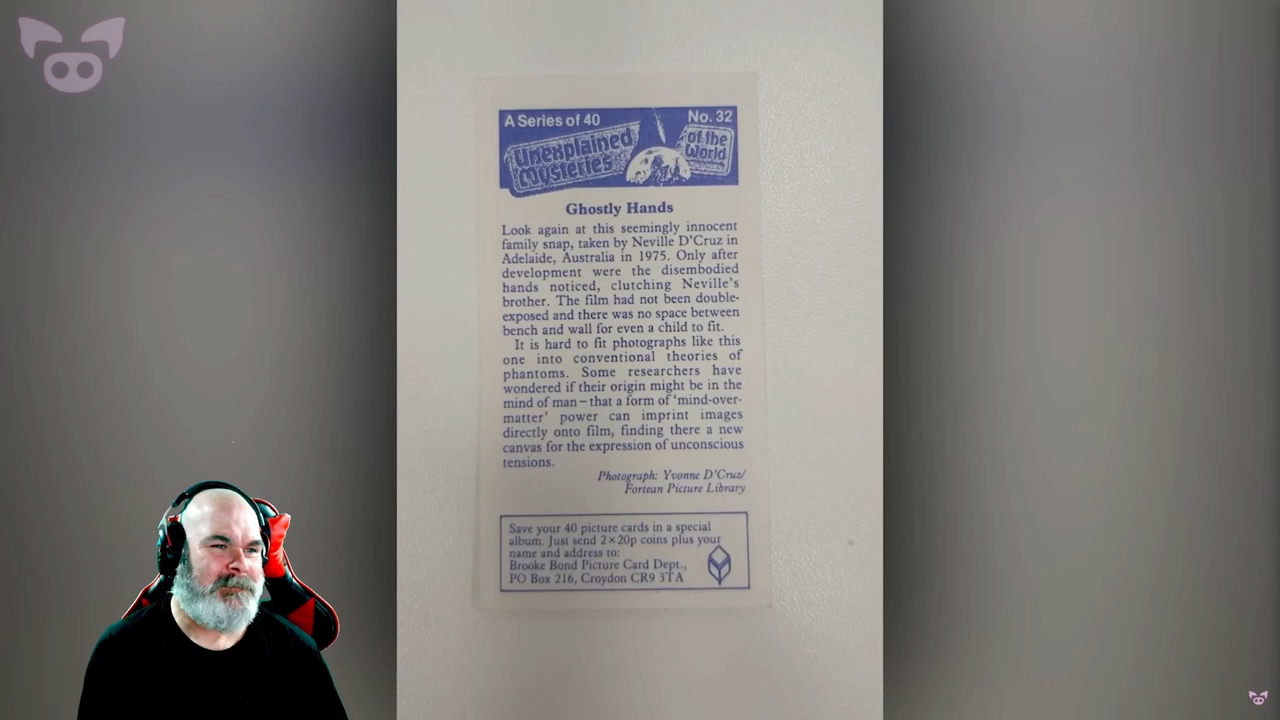 A Series of 40 No. 32
Unexplained of the
mysteries World
Ghostly Hands
Look again at this seemingly innocent
family snap, taken by Neville D'Cruz in
Adelaide, Australia in 1975. Only after
development were the disembodied
hands noticed, clutching Neville's
brother. The film had not been double-
exposed and there was no space between
bench and wall for even a child to fit.
It is hard to fit photographs like this
one into conventional theories of
phantoms. Some researchers have
wondered if their origin might be in the
mind of man – that a form of 'mind-over-
matter' power can imprint images
directly onto film, finding there a new
canvas for the expression of unconscious
tensions.
Photograph: Yvonne D'Cruz/
Fortean Picture Library
Save your 40 picture cards in a special
album. Just send 2×20p coins plus your
name and address to:
Brooke Bond Picture Card Dept.,
PO Box 216, Croydon CR9 3TA